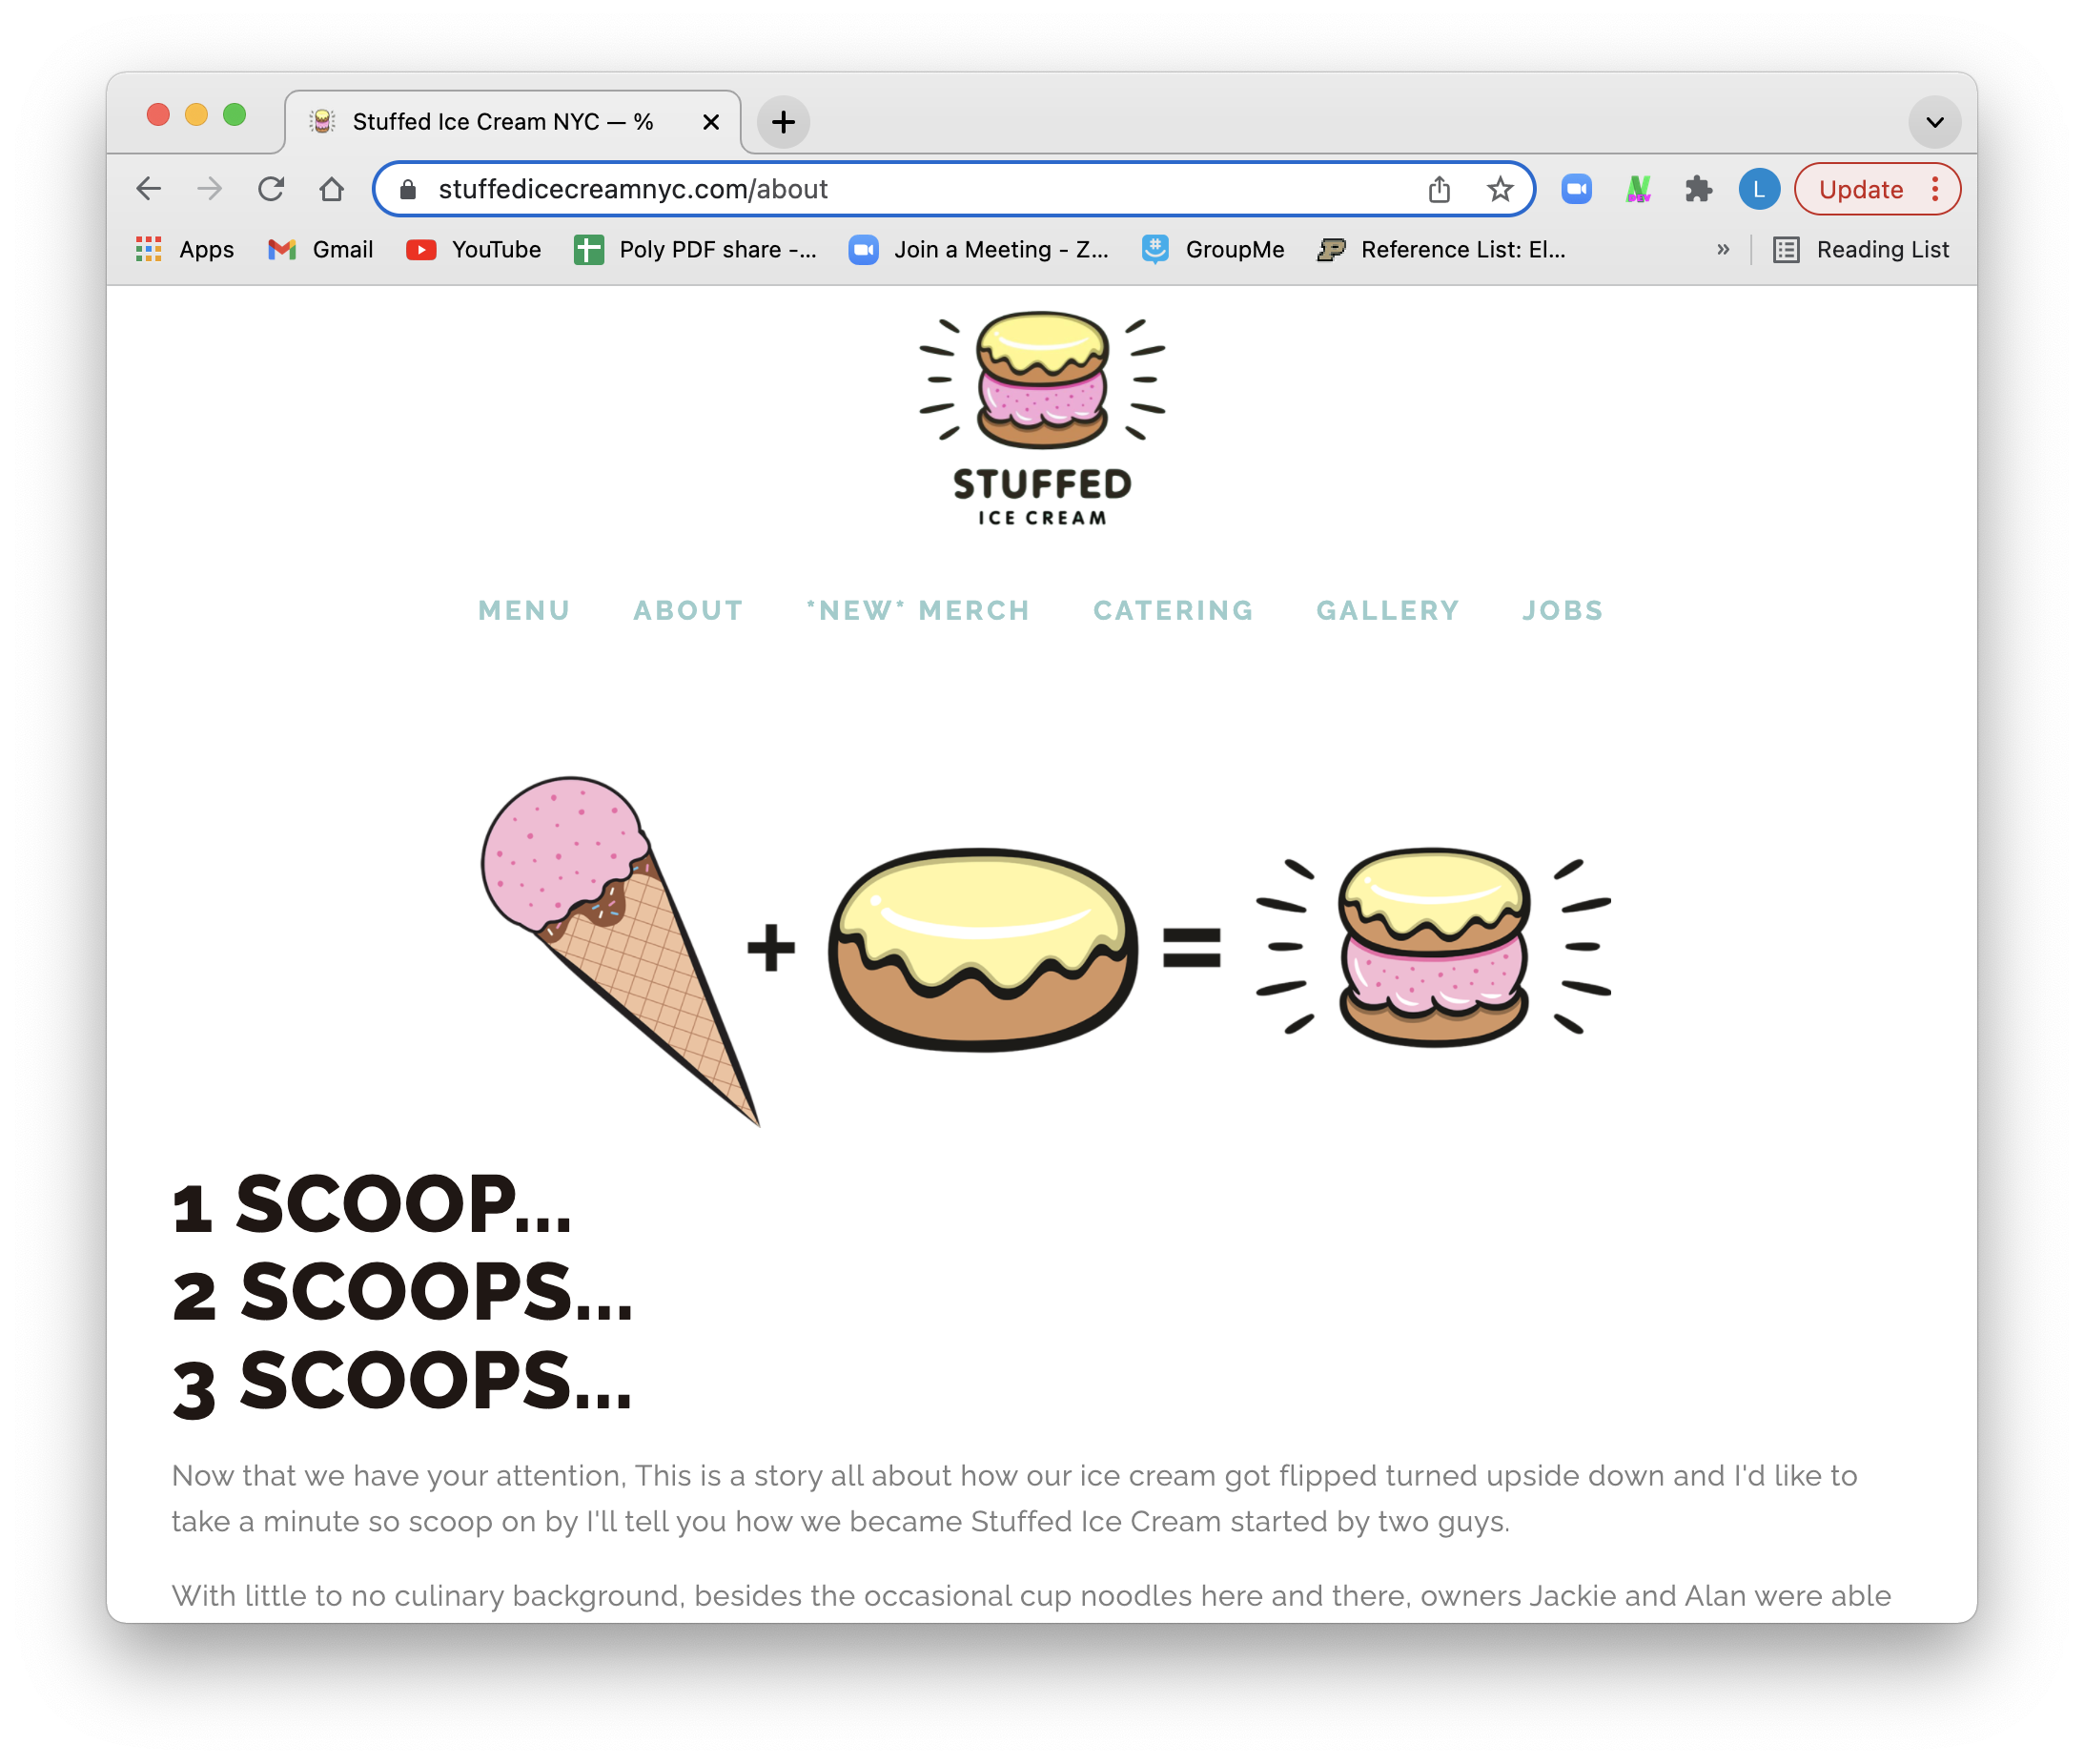 Stuffed Ice Cream NYC — %
stuffedicecreamnyc.com/about
L
Update
Apps
Gmail
YouTube
Poly PDF share -...
Join a Meeting - Z...
GroupMe
Reference List: El...
»
Reading List
STUFFED
ICE CREAM
MENU
ABOUT
*NEW* MERCH
CATERING
GALLERY
JOBS
+
=
1 SCOOP...
2 SCOOPS...
3 SCOOPS...
Now that we have your attention, This is a story all about how our ice cream got flipped turned upside down and I'd like to
take a minute so scoop on by I'll tell you how we became Stuffed Ice Cream started by two guys.
With little to no culinary background, besides the occasional cup noodles here and there, owners Jackie and Alan were able